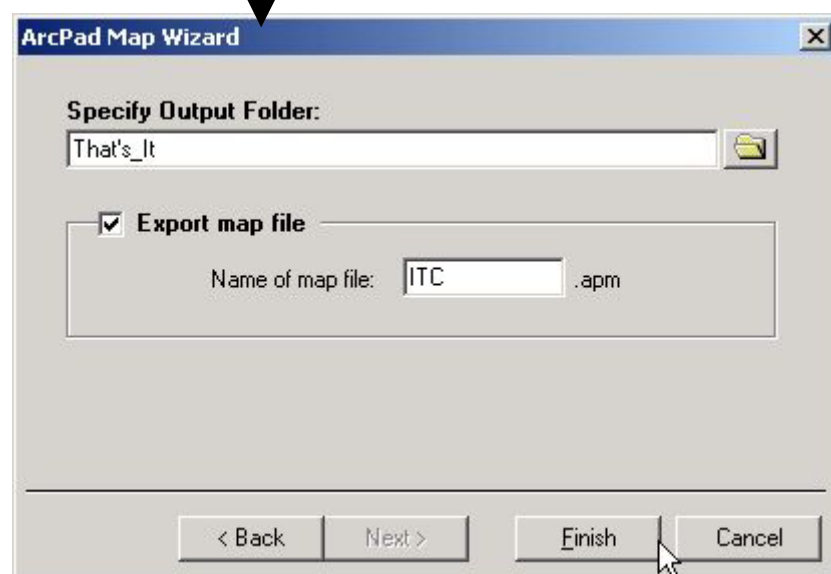 ArcPad Map Wizard
Specify Output Folder:
That's_It
Export map file
Name of map file: ITC .apm
< Back Next > Finish Cancel